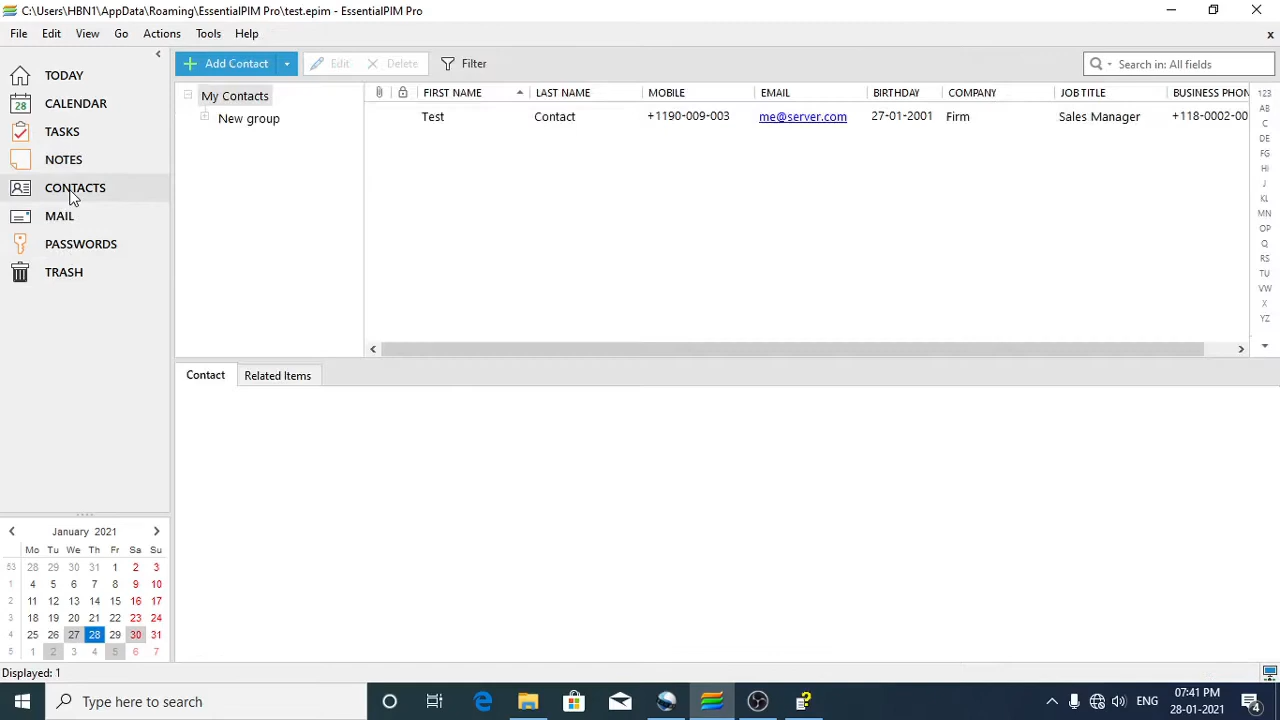 C:\Users\HBN1\AppData\Roaming\EssentialPIM Pro\test.epim - EssentialPIM Pro
File Edit View Go Actions Tools Help x
TODAY
28 CALENDAR
TASKS
NOTES
CONTACTS
MAIL
PASSWORDS
TRASH
Add Contact Edit Delete Filter Search in: All fields
My Contacts
New group
FIRST NAME LAST NAME MOBILE EMAIL BIRTHDAY COMPANY JOB TITLE BUSINESS PHON
Test Contact +1190-009-003 me@server.com 27-01-2001 Firm Sales Manager +118-0002-00
123
AB
C
DE
FG
HI
J
KL
MN
OP
Q
RS
TU
VW
X
YZ
Contact Related Items
January 2021
Mo Tu We Th Fr Sa Su
53 28 29 30 31 1 2 3
1 4 5 6 7 8 9 10
2 11 12 13 14 15 16 17
3 18 19 20 21 22 23 24
4 25 26 27 28 29 30 31
5 1 2 3 4 5 6 7
Displayed: 1
Type here to search
ENG
07:41 PM
28-01-2021
4